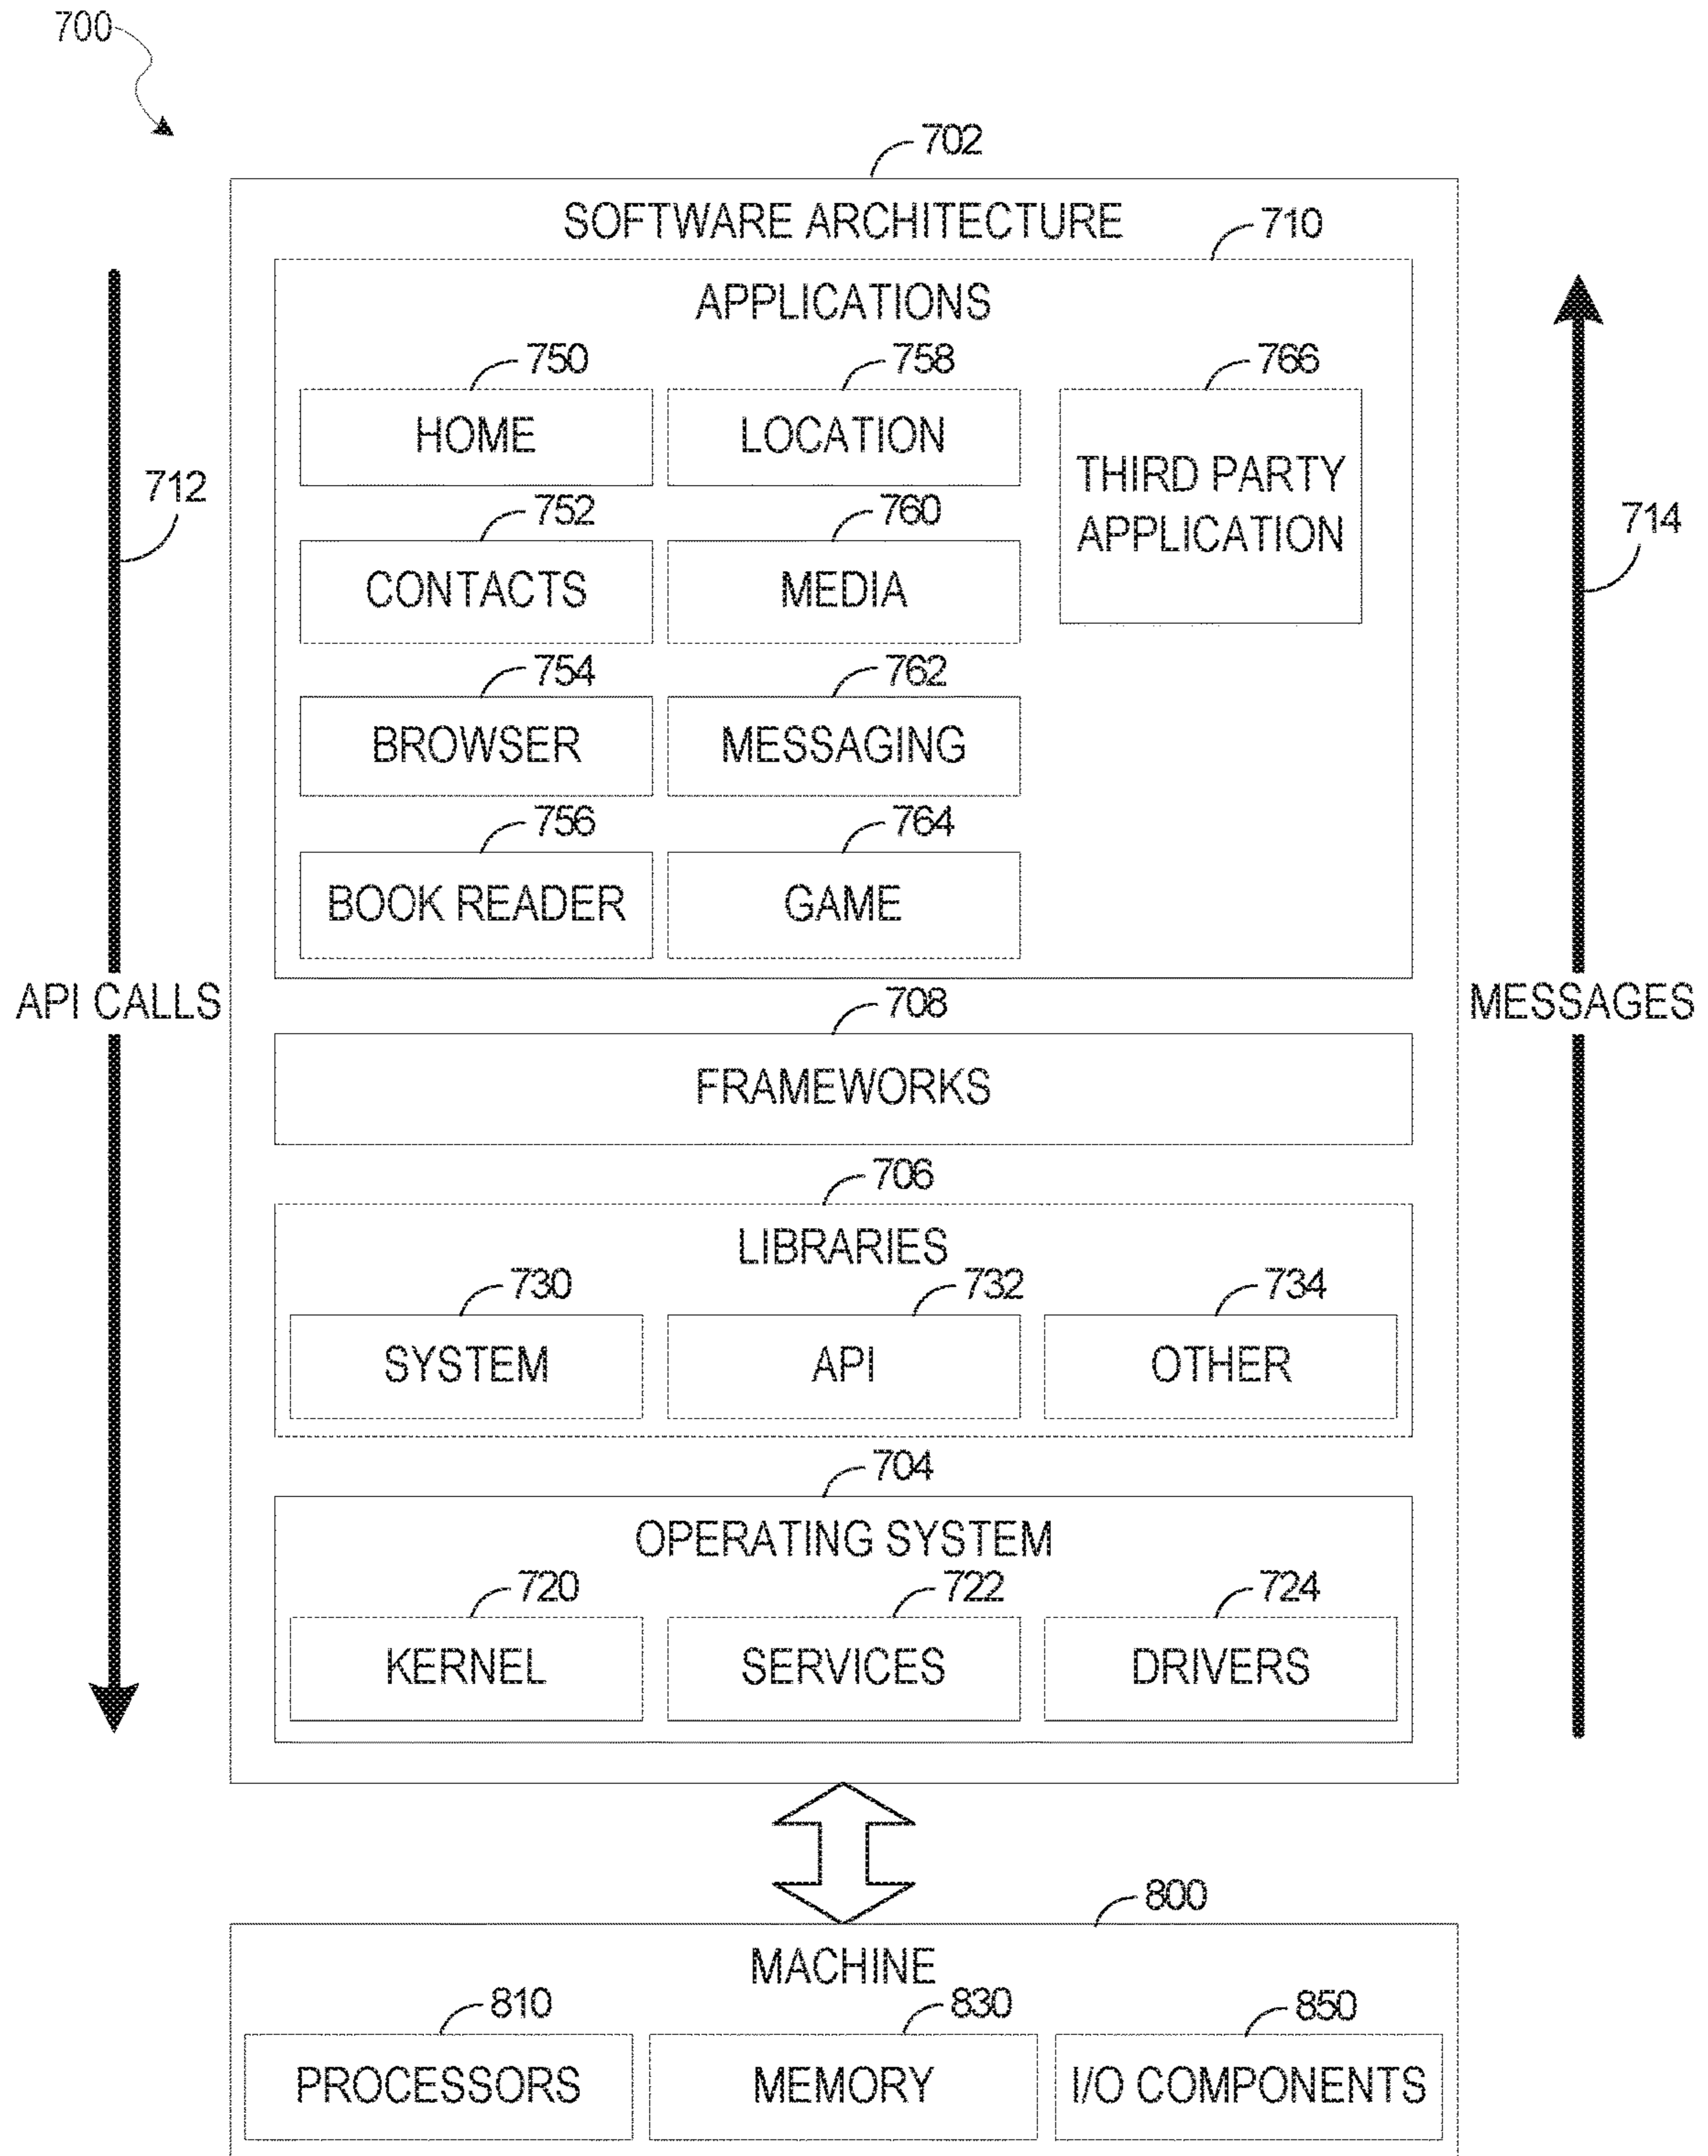 700
702
SOFTWARE ARCHITECTURE
710
APPLICATIONS
750
758
766
HOME
LOCATION
THIRD PARTY
APPLICATION
712
714
752
760
CONTACTS
MEDIA
754
762
BROWSER
MESSAGING
756
764
BOOK READER
GAME
API CALLS
MESSAGES
708
FRAMEWORKS
706
LIBRARIES
730
732
734
SYSTEM
API
OTHER
704
OPERATING SYSTEM
720
722
724
KERNEL
SERVICES
DRIVERS
800
MACHINE
810
830
850
PROCESSORS
MEMORY
I/O COMPONENTS